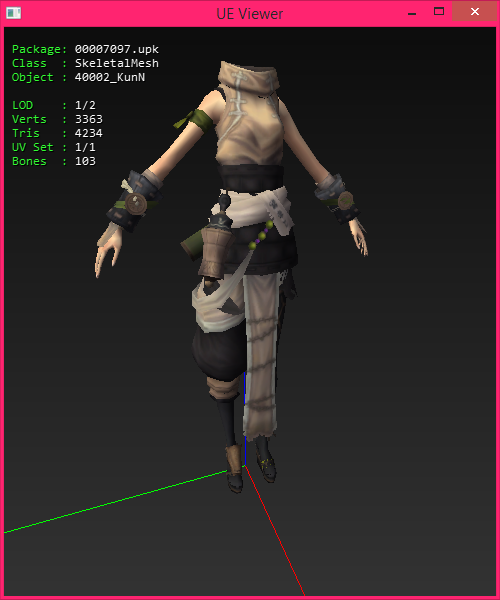 UE Viewer
Package: 00007097.upk
Class : SkeletalMesh
Object : 40002_KunN
LOD : 1/2
Verts : 3363
Tris : 4234
UV Set : 1/1
Bones : 103